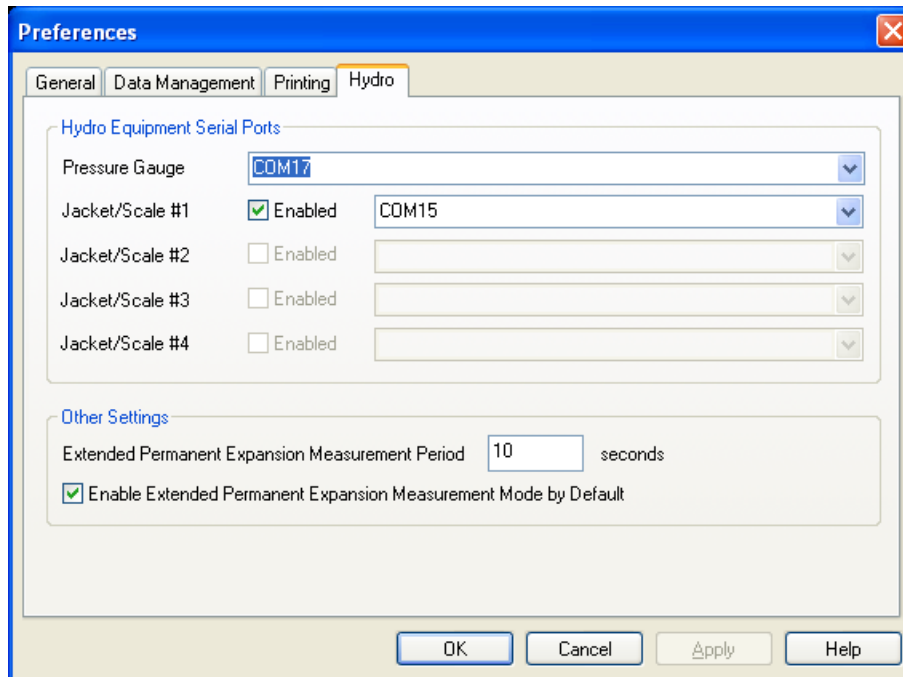 Preferences
General Data Management Printing Hydro
Hydro Equipment Serial Ports
Pressure Gauge COM17
Jacket/Scale #1 Enabled COM15
Jacket/Scale #2 Enabled
Jacket/Scale #3 Enabled
Jacket/Scale #4 Enabled
Other Settings
Extended Permanent Expansion Measurement Period 10 seconds
Enable Extended Permanent Expansion Measurement Mode by Default
OK Cancel Apply Help